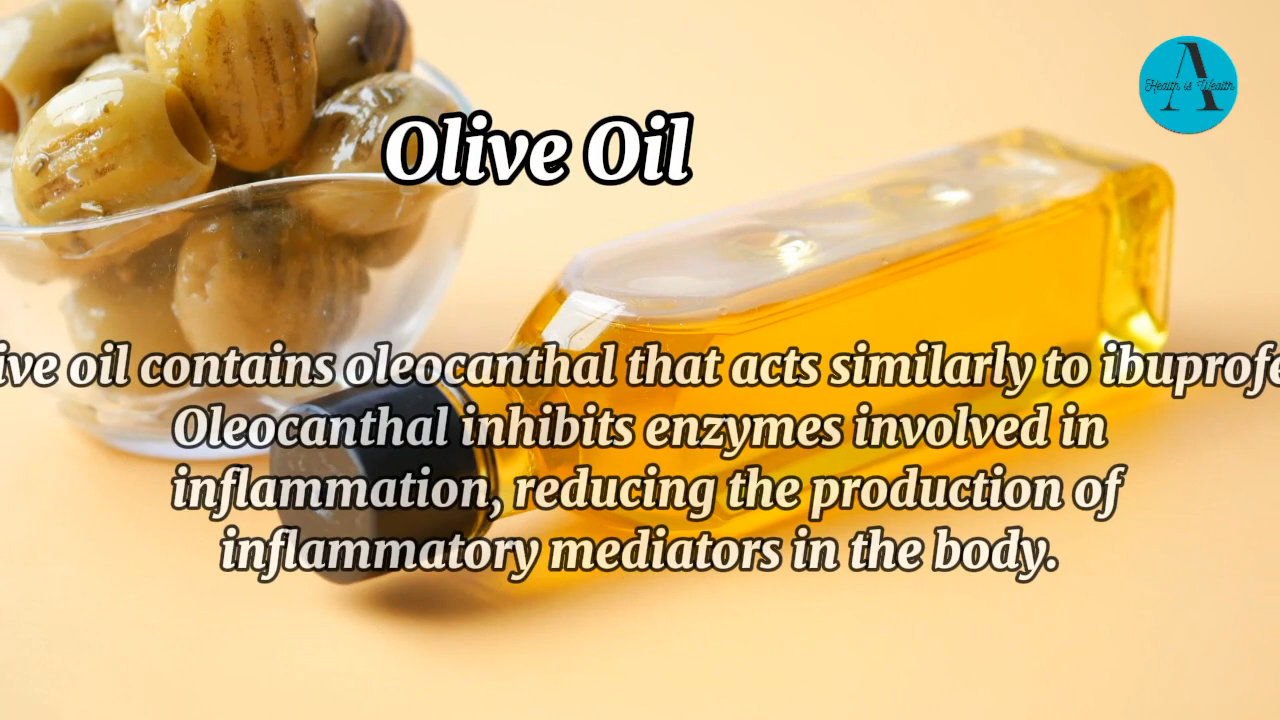 A
Health is Wealth
Olive Oil
ive oil contains oleocanthal that acts similarly to ibuprofe
Oleocanthal inhibits enzymes involved in
inflammation, reducing the production of
inflammatory mediators in the body.